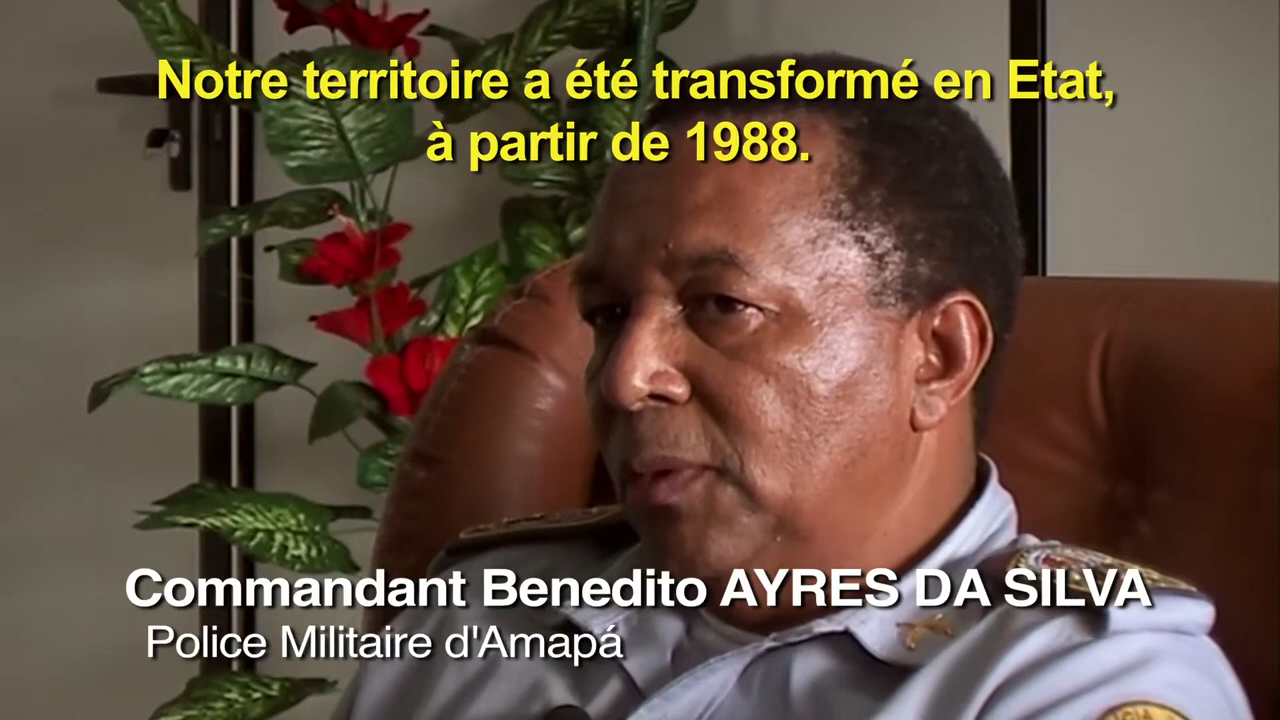 Notre territoire a été transformé en Etat,
à partir de 1988.
Commandant Benedito AYRES DA SILVA
Police Militaire d'Amapá